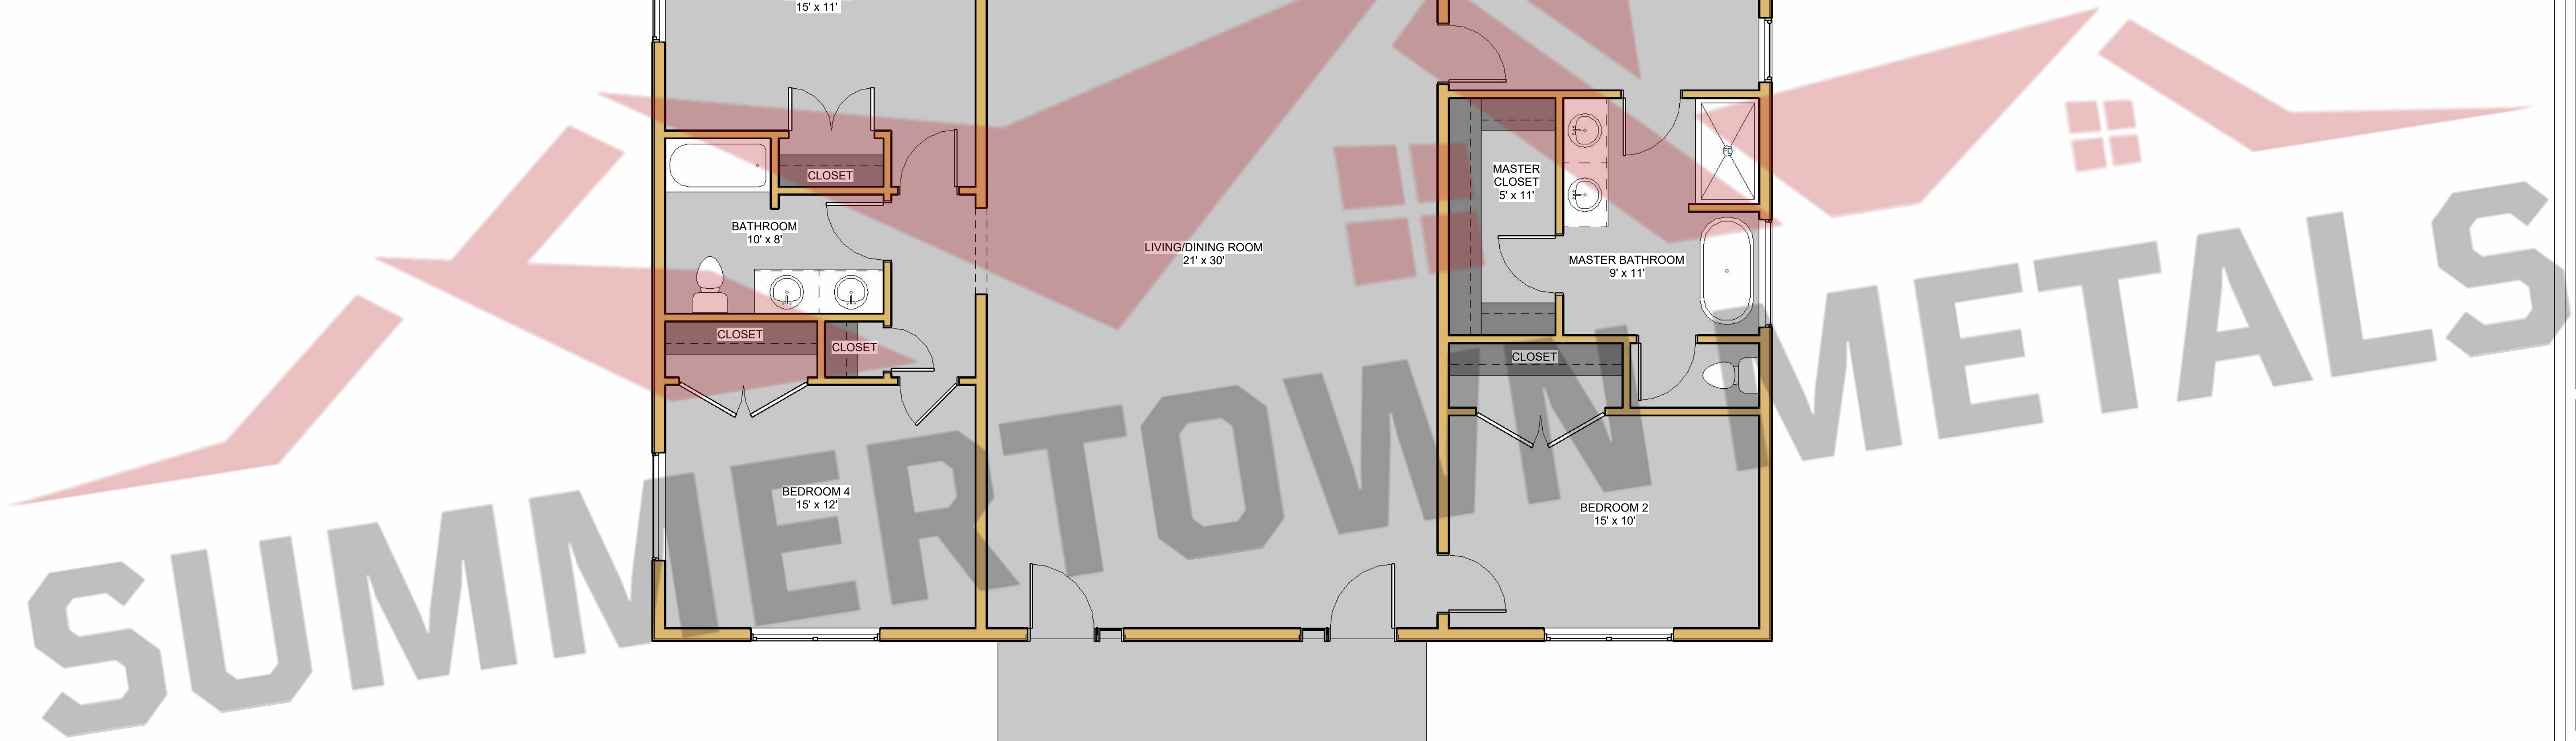 15' x 11'
CLOSET
BATHROOM
10' x 8'
CLOSET
CLOSET
BEDROOM 4
15' x 12'
LIVING/DINING ROOM
21' x 30'
MASTER
CLOSET
5' x 11'
MASTER BATHROOM
9' x 11'
CLOSET
BEDROOM 2
15' x 10'
SUMMERTOWN METALS